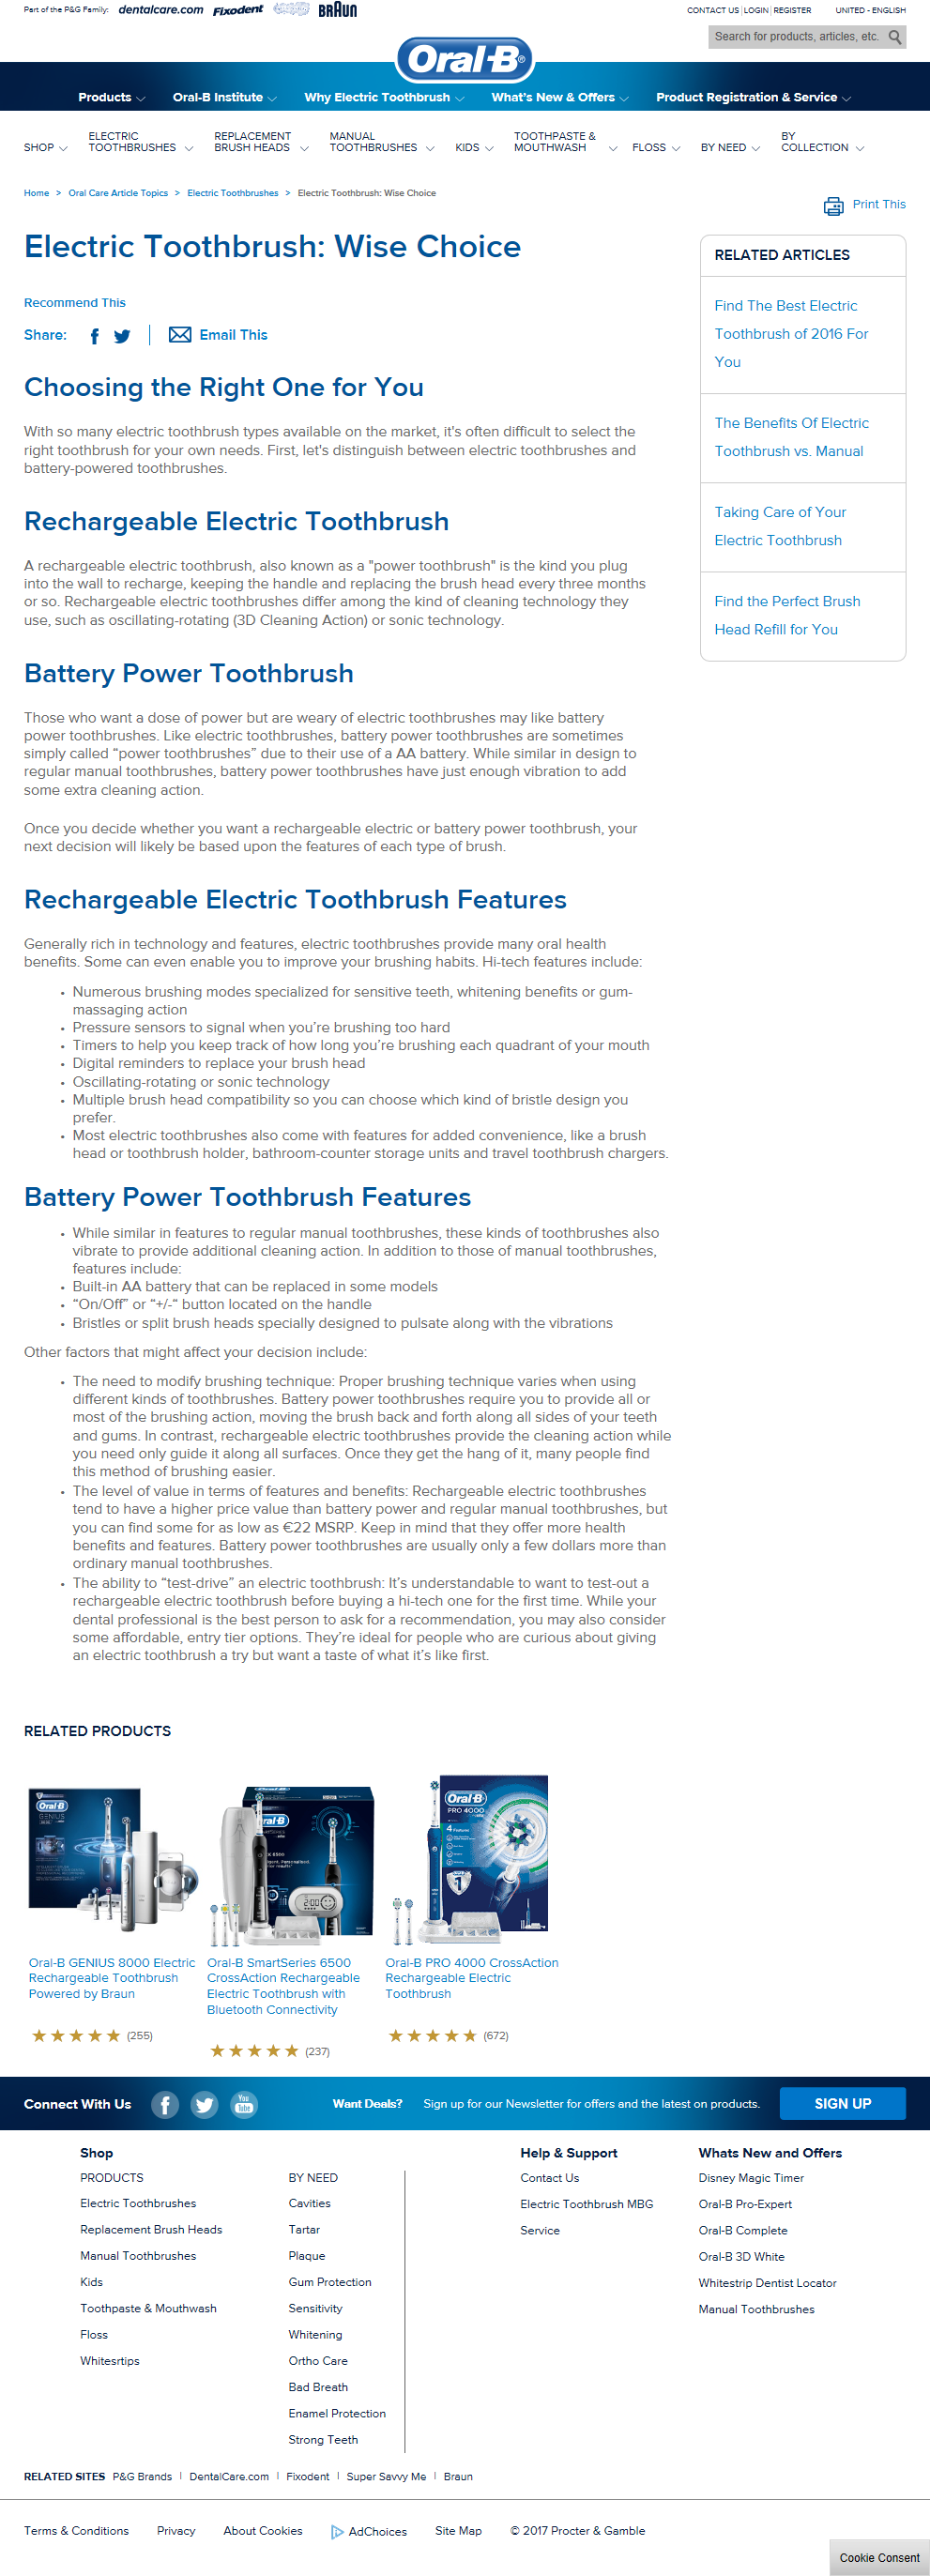 Part of the P&G Family: dentalcare.com Fixodent BRAUN
CONTACT US | LOGIN | REGISTER UNITED - ENGLISH
Search for products, articles, etc.
Oral-B®
Products Oral-B Institute Why Electric Toothbrush What's New & Offers Product Registration & Service
SHOP ELECTRIC TOOTHBRUSHES REPLACEMENT BRUSH HEADS MANUAL TOOTHBRUSHES KIDS TOOTHPASTE & MOUTHWASH FLOSS BY NEED BY COLLECTION
Home > Oral Care Article Topics > Electric Toothbrushes > Electric Toothbrush: Wise Choice
Print This
Electric Toothbrush: Wise Choice
Recommend This
Share: Email This
Choosing the Right One for You
With so many electric toothbrush types available on the market, it's often difficult to select the
right toothbrush for your own needs. First, let's distinguish between electric toothbrushes and
battery-powered toothbrushes.
Rechargeable Electric Toothbrush
A rechargeable electric toothbrush, also known as a "power toothbrush" is the kind you plug
into the wall to recharge, keeping the handle and replacing the brush head every three months
or so. Rechargeable electric toothbrushes differ among the kind of cleaning technology they
use, such as oscillating-rotating (3D Cleaning Action) or sonic technology.
Battery Power Toothbrush
Those who want a dose of power but are weary of electric toothbrushes may like battery
power toothbrushes. Like electric toothbrushes, battery power toothbrushes are sometimes
simply called “power toothbrushes” due to their use of a AA battery. While similar in design to
regular manual toothbrushes, battery power toothbrushes have just enough vibration to add
some extra cleaning action.
Once you decide whether you want a rechargeable electric or battery power toothbrush, your
next decision will likely be based upon the features of each type of brush.
Rechargeable Electric Toothbrush Features
Generally rich in technology and features, electric toothbrushes provide many oral health
benefits. Some can even enable you to improve your brushing habits. Hi-tech features include:
• Numerous brushing modes specialized for sensitive teeth, whitening benefits or gum-
massaging action
• Pressure sensors to signal when you’re brushing too hard
• Timers to help you keep track of how long you’re brushing each quadrant of your mouth
• Digital reminders to replace your brush head
• Oscillating-rotating or sonic technology
• Multiple brush head compatibility so you can choose which kind of bristle design you
prefer.
• Most electric toothbrushes also come with features for added convenience, like a brush
head or toothbrush holder, bathroom-counter storage units and travel toothbrush chargers.
Battery Power Toothbrush Features
• While similar in features to regular manual toothbrushes, these kinds of toothbrushes also
vibrate to provide additional cleaning action. In addition to those of manual toothbrushes,
features include:
• Built-in AA battery that can be replaced in some models
• “On/Off” or “+/-“ button located on the handle
• Bristles or split brush heads specially designed to pulsate along with the vibrations
Other factors that might affect your decision include:
• The need to modify brushing technique: Proper brushing technique varies when using
different kinds of toothbrushes. Battery power toothbrushes require you to provide all or
most of the brushing action, moving the brush back and forth along all sides of your teeth
and gums. In contrast, rechargeable electric toothbrushes provide the cleaning action while
you need only guide it along all surfaces. Once they get the hang of it, many people find
this method of brushing easier.
• The level of value in terms of features and benefits: Rechargeable electric toothbrushes
tend to have a higher price value than battery power and regular manual toothbrushes, but
you can find some for as low as €22 MSRP. Keep in mind that they offer more health
benefits and features. Battery power toothbrushes are usually only a few dollars more than
ordinary manual toothbrushes.
• The ability to “test-drive” an electric toothbrush: It’s understandable to want to test-out a
rechargeable electric toothbrush before buying a hi-tech one for the first time. While your
dental professional is the best person to ask for a recommendation, you may also consider
some affordable, entry tier options. They’re ideal for people who are curious about giving
an electric toothbrush a try but want a taste of what it’s like first.
RELATED ARTICLES
Find The Best Electric
Toothbrush of 2016 For
You
The Benefits Of Electric
Toothbrush vs. Manual
Taking Care of Your
Electric Toothbrush
Find the Perfect Brush
Head Refill for You
RELATED PRODUCTS
Oral-B
GENIUS
Oral-B
2:00
Oral-B
PRO 4000
4 Features
1
Oral-B GENIUS 8000 Electric
Rechargeable Toothbrush
Powered by Braun
(255)
Oral-B SmartSeries 6500
CrossAction Rechargeable
Electric Toothbrush with
Bluetooth Connectivity
(237)
Oral-B PRO 4000 CrossAction
Rechargeable Electric
Toothbrush
(672)
Connect With Us You Tube Want Deals? Sign up for our Newsletter for offers and the latest on products. SIGN UP
Shop
PRODUCTS
Electric Toothbrushes
Replacement Brush Heads
Manual Toothbrushes
Kids
Toothpaste & Mouthwash
Floss
Whitesrtips
BY NEED
Cavities
Tartar
Plaque
Gum Protection
Sensitivity
Whitening
Ortho Care
Bad Breath
Enamel Protection
Strong Teeth
Help & Support
Contact Us
Electric Toothbrush MBG
Service
Whats New and Offers
Disney Magic Timer
Oral-B Pro-Expert
Oral-B Complete
Oral-B 3D White
Whitestrip Dentist Locator
Manual Toothbrushes
RELATED SITES P&G Brands | DentalCare.com | Fixodent | Super Savvy Me | Braun
Terms & Conditions Privacy About Cookies AdChoices Site Map © 2017 Procter & Gamble
Cookie Consent